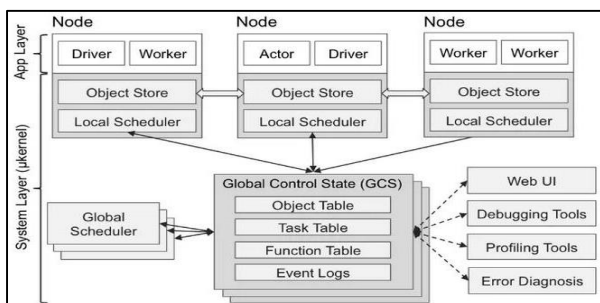 Node Node Node
App Layer
Driver Worker Actor Driver Worker Worker
Object Store Object Store Object Store
Local Scheduler Local Scheduler Local Scheduler
System Layer (μkernel)
Global Control State (GCS)
Object Table
Task Table
Function Table
Event Logs
Global
Scheduler
Web UI
Debugging Tools
Profiling Tools
Error Diagnosis